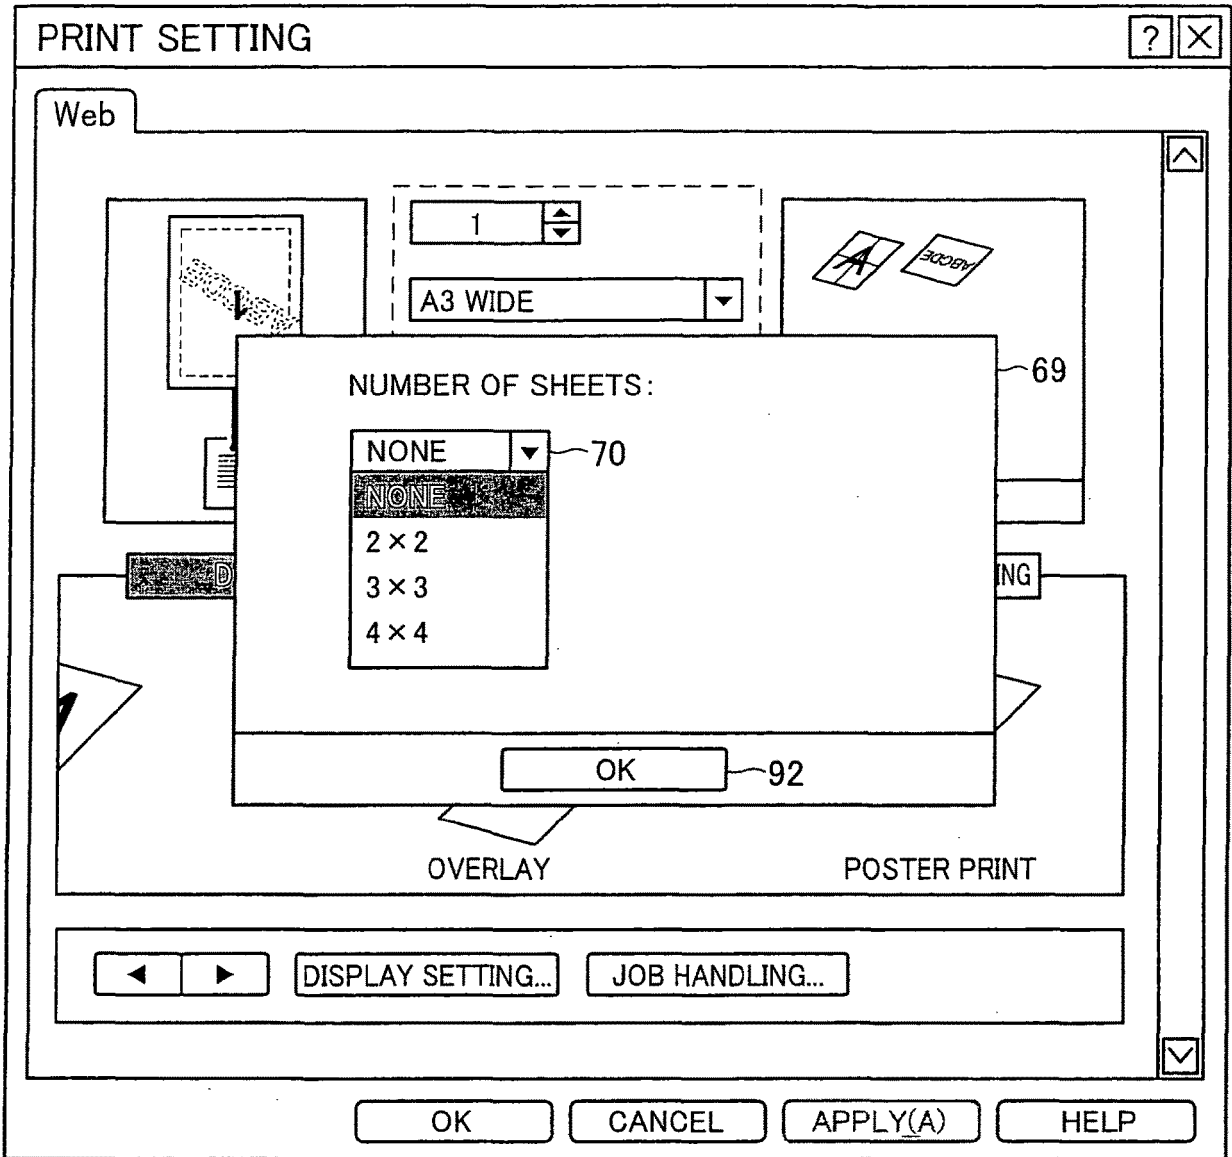 PRINT SETTING ? ×
Web
1
A3 WIDE
A ABCDE
69
NUMBER OF SHEETS:
NONE 70
NONE
2×2
3×3
4×4
OK 92
OVERLAY POSTER PRINT
DISPLAY SETTING... JOB HANDLING...
OK CANCEL APPLY(A) HELP